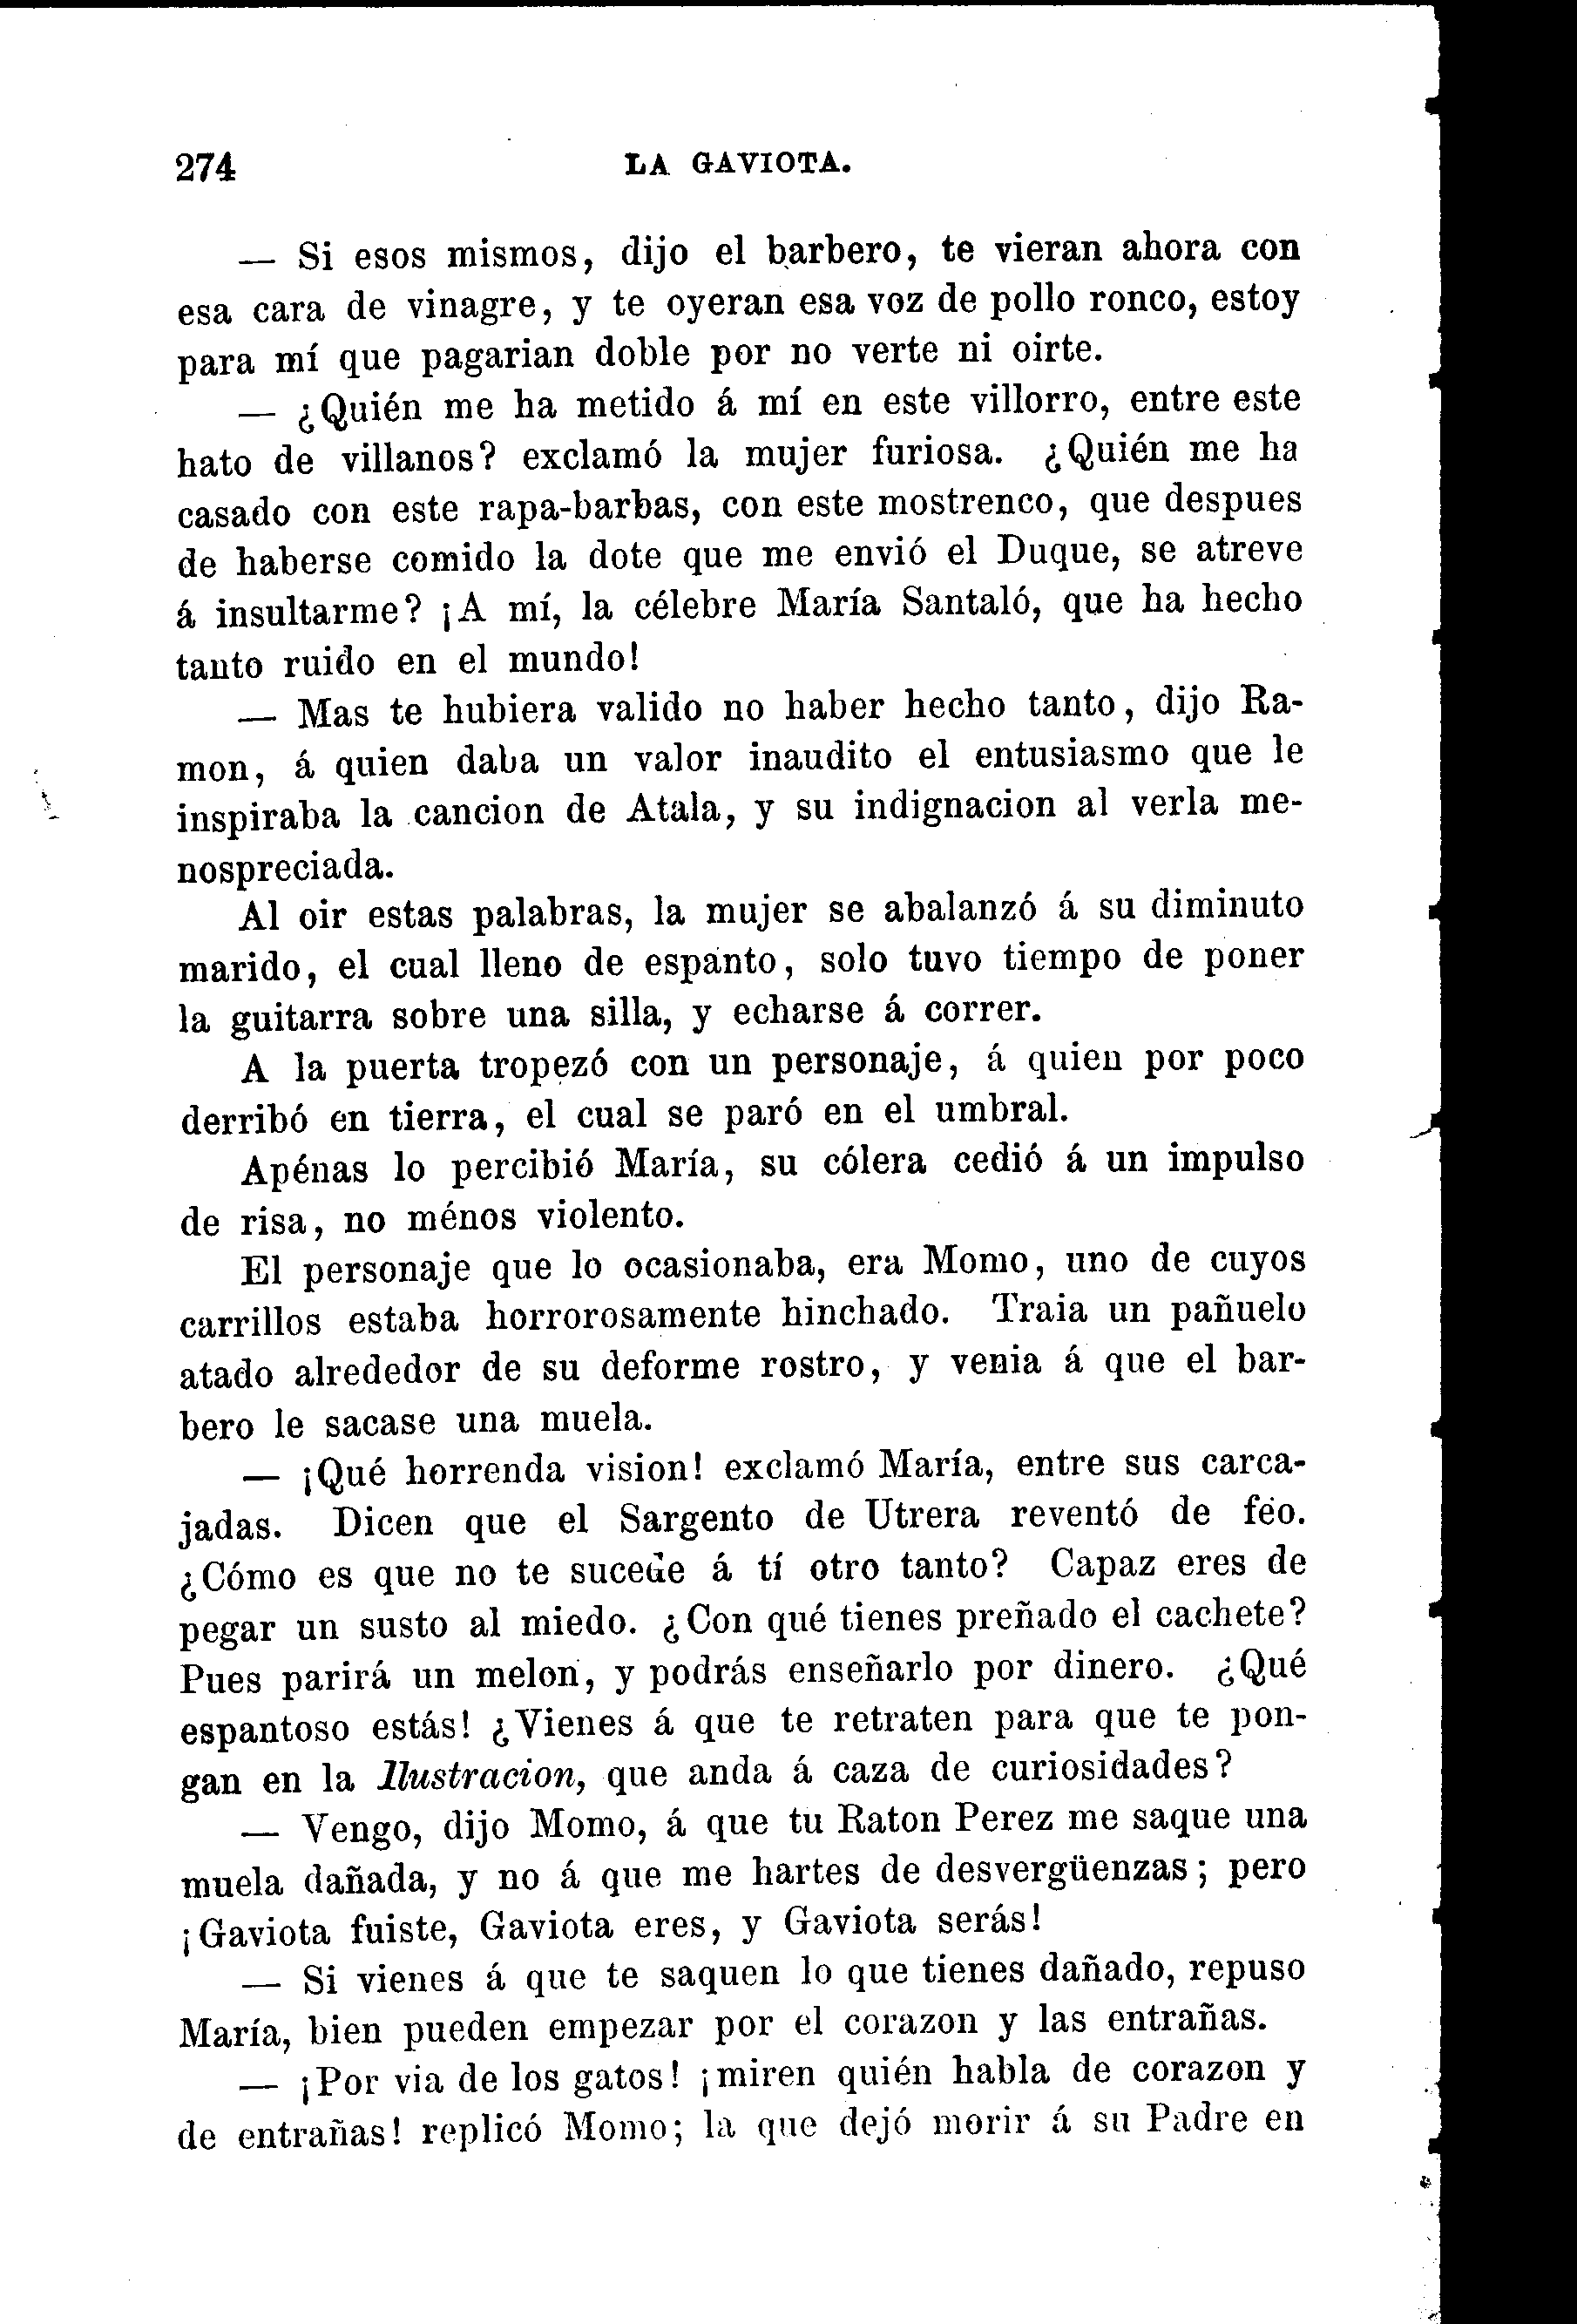 274
LA GAVIOTA.
— Si esos mismos, dijo el barbero, te vieran ahora con
esa cara de vinagre, y te oyeran esa voz de pollo ronco, estoy
para mí que pagarian doble por no verte ni oirte.
— ¿Quién me ha metido á mí en este villorro, entre este
hato de villanos? exclamó la mujer furiosa. ¿Quién me ha
casado con este rapa-barbas, con este mostrenco, que despues
de haberse comido la dote que me envió el Duque, se atreve
á insultarme? ¡A mí, la célebre María Santaló, que ha hecho
tanto ruido en el mundo!
— Mas te hubiera valido no haber hecho tanto, dijo Ra-
mon, á quien daba un valor inaudito el entusiasmo que le
inspiraba la cancion de Atala, y su indignacion al verla me-
nospreciada.
Al oir estas palabras, la mujer se abalanzó á su diminuto
marido, el cual lleno de espanto, solo tuvo tiempo de poner
la guitarra sobre una silla, y echarse á correr.
A la puerta tropezó con un personaje, á quien por poco
derribó en tierra, el cual se paró en el umbral.
Apénas lo percibió María, su cólera cedió á un impulso
de risa, no ménos violento.
El personaje que lo ocasionaba, era Momo, uno de cuyos
carrillos estaba horrorosamente hinchado. Traia un pañuelo
atado alrededor de su deforme rostro, y venia á que el bar-
bero le sacase una muela.
— ¡Qué horrenda vision! exclamó María, entre sus carca-
jadas. Dicen que el Sargento de Utrera reventó de feo.
¿Cómo es que no te sucede á tí otro tanto? Capaz eres de
pegar un susto al miedo. ¿Con qué tienes preñado el cachete?
Pues parirá un melon, y podrás enseñarlo por dinero. ¿Qué
espantoso estás! ¿Vienes á que te retraten para que te pon-
gan en la Ilustracion, que anda á caza de curiosidades?
— Vengo, dijo Momo, á que tu Raton Perez me saque una
muela dañada, y no á que me hartes de desvergüenzas; pero
¡Gaviota fuiste, Gaviota eres, y Gaviota serás!
— Si vienes á que te saquen lo que tienes dañado, repuso
María, bien pueden empezar por el corazon y las entrañas.
— ¡Por via de los gatos! ¡miren quién habla de corazon y
de entrañas! replicó Momo; la que dejó morir á su Padre en